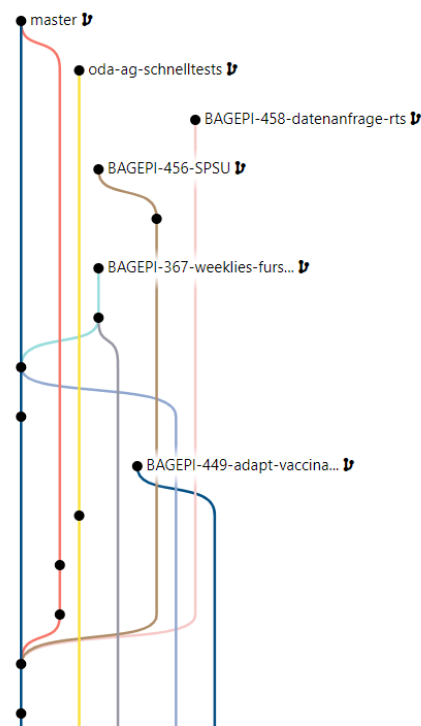 master
oda-ag-schnelltests
BAGEPI-458-datenanfrage-rts
BAGEPI-456-SPSU
BAGEPI-367-weeklies-furs...
BAGEPI-449-adapt-vaccina...